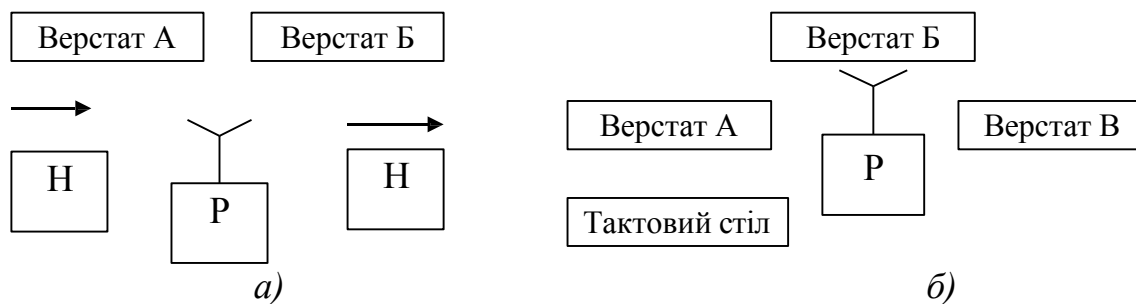 Верстат А
Верстат Б
Н
Р
Н
а)
Верстат Б
Верстат А
Р
Верстат В
Тактовий стіл
б)